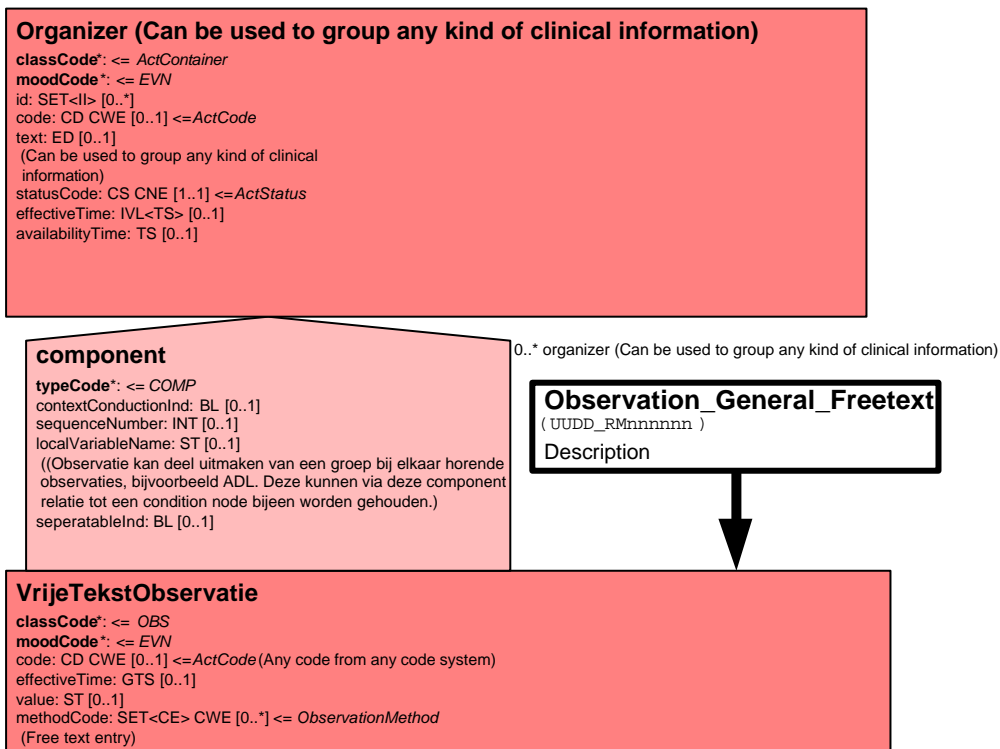 Organizer (Can be used to group any kind of clinical information)
classCode*: <= ActContainer
moodCode*: <= EVN
id: SET<II> [0..*]
code: CD CWE [0..1] <= ActCode
text: ED [0..1]
(Can be used to group any kind of clinical
information)
statusCode: CS CNE [1..1] <= ActStatus
effectiveTime: IVL<TS> [0..1]
availabilityTime: TS [0..1]
component
typeCode*: <= COMP
contextConductionInd: BL [0..1]
sequenceNumber: INT [0..1]
localVariableName: ST [0..1]
((Observatie kan deel uitmaken van een groep bij elkaar horende
observaties, bijvoorbeeld ADL. Deze kunnen via deze component
relatie tot een condition node bijeen worden gehouden.)
seperatableInd: BL [0..1]
0..* organizer (Can be used to group any kind of clinical information)
Observation_General_Freetext
(UUDD_RMnnnnnn )
Description
VrijeTekstObservatie
classCode*: <= OBS
moodCode*: <= EVN
code: CD CWE [0..1] <= ActCode (Any code from any code system)
effectiveTime: GTS [0..1]
value: ST [0..1]
methodCode: SET<CE> CWE [0..*] <= ObservationMethod
(Free text entry)